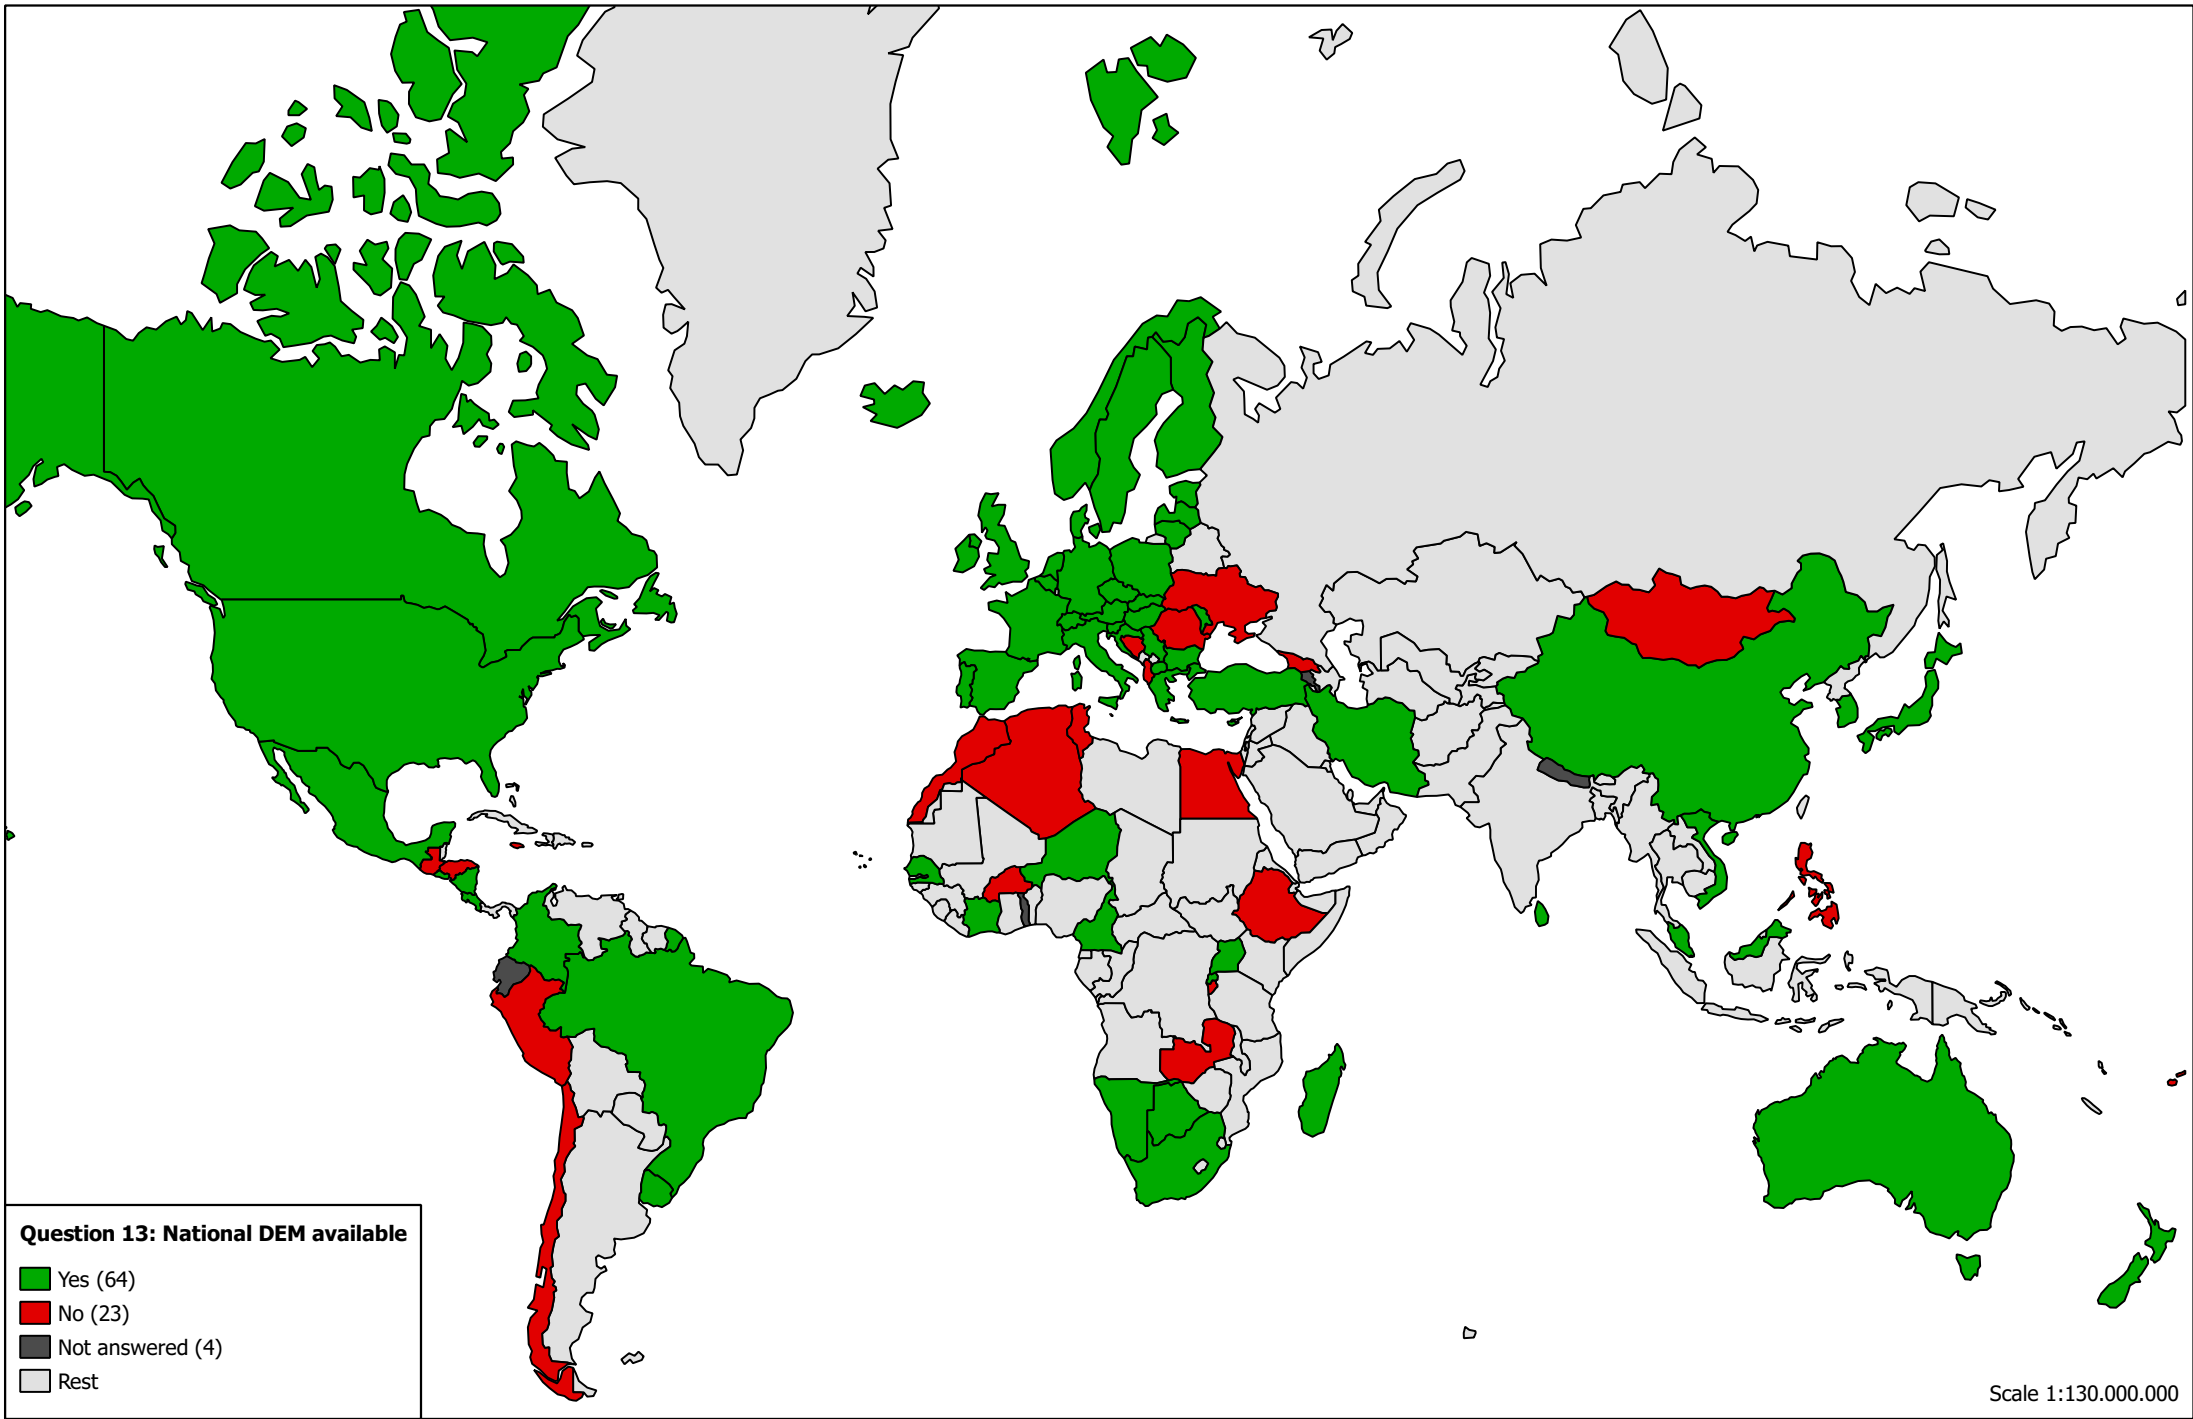 Question 13: National DEM available
Yes (64)
No (23)
Not answered (4)
Rest
Scale 1:130.000.000